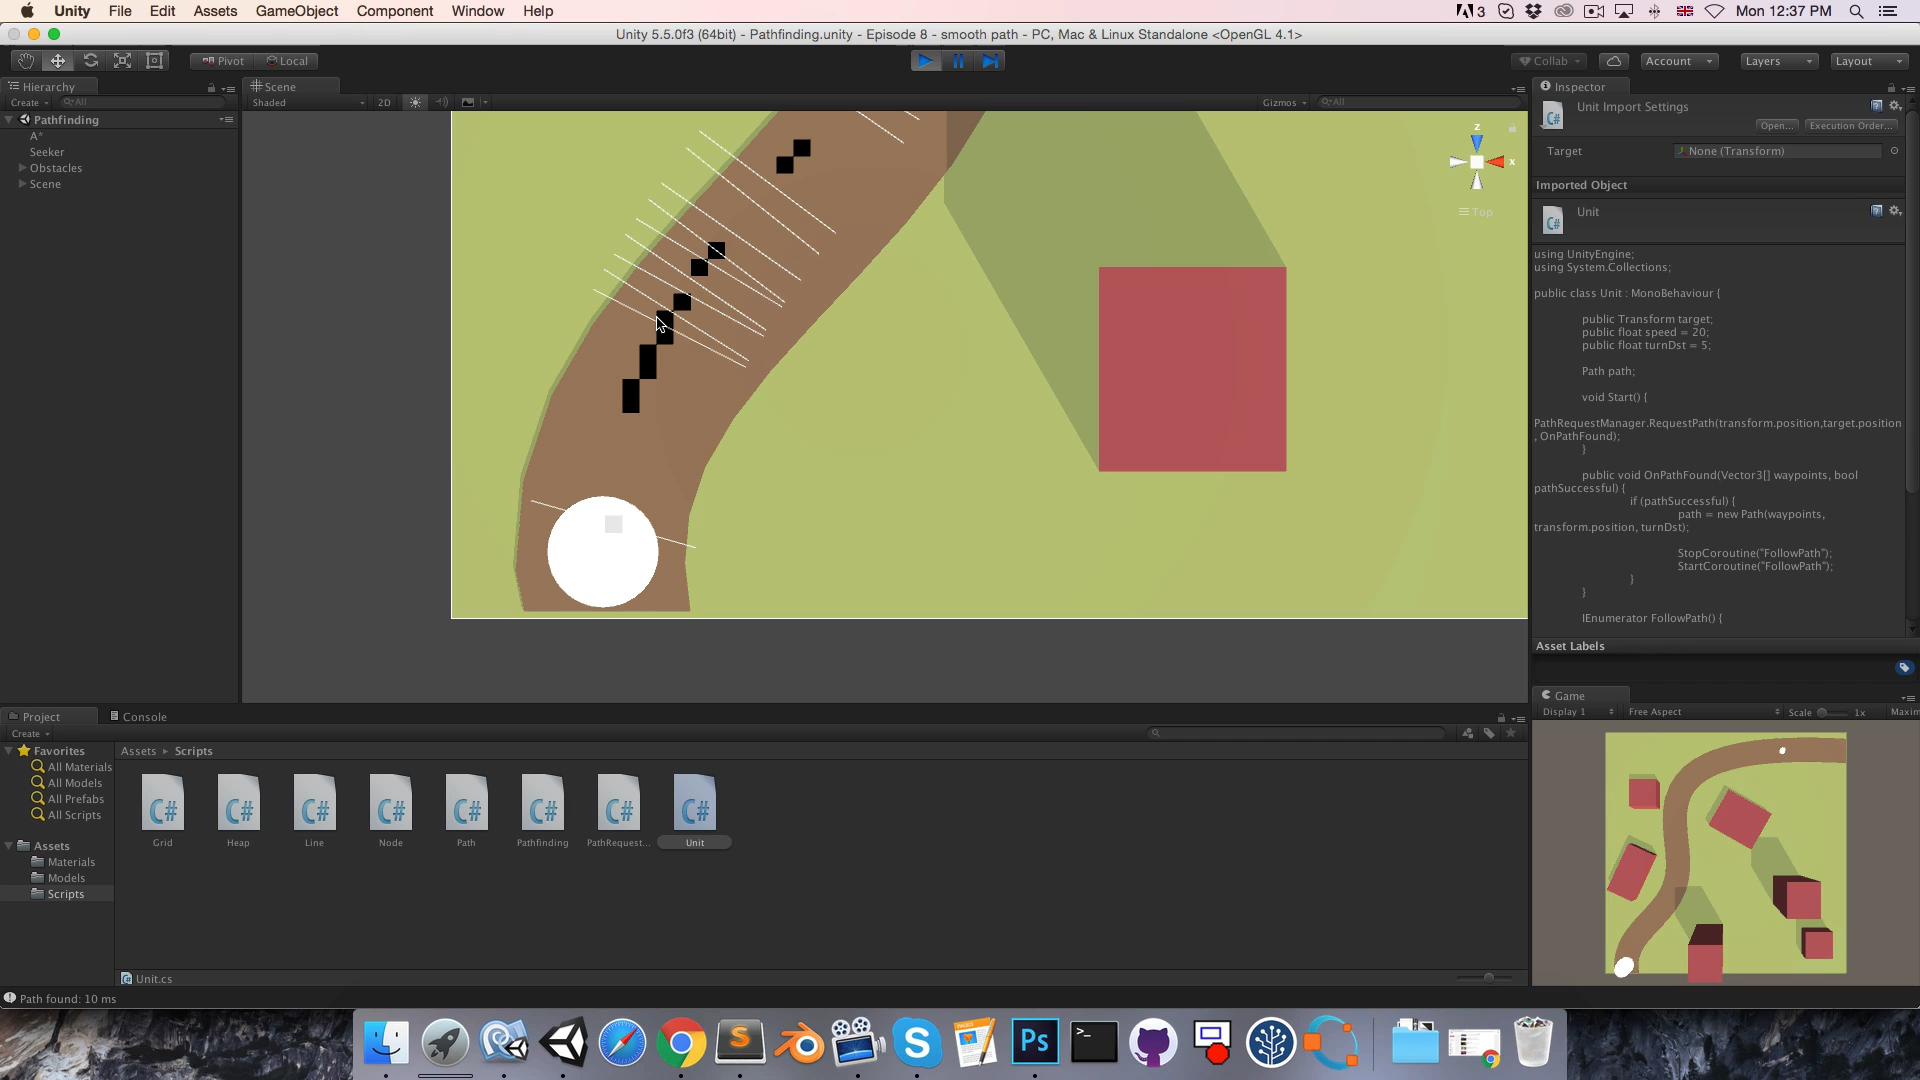 Unity File Edit Assets GameObject Component Window Help
3 Mon 12:37 PM
Unity 5.5.0f3 (64bit) - Pathfinding.unity - Episode 8 - smooth path - PC, Mac & Linux Standalone <OpenGL 4.1>
Pivot Local
Collab Account Layers Layout
Hierarchy
Create All
Pathfinding
A*
Seeker
Obstacles
Scene
Scene
Shaded 2D Gizmos All
z
x
Top
Inspector
Unit Import Settings
Open... Execution Order...
Target None (Transform)
Imported Object
Unit
using UnityEngine;
using System.Collections;
public class Unit : MonoBehaviour {
public Transform target;
public float speed = 20;
public float turnDst = 5;
Path path;
void Start() {
PathRequestManager.RequestPath(transform.position,target.position
, OnPathFound);
}
public void OnPathFound(Vector3[] waypoints, bool
pathSuccessful) {
if (pathSuccessful) {
path = new Path(waypoints,
transform.position, turnDst);
StopCoroutine("FollowPath");
StartCoroutine("FollowPath");
}
}
IEnumerator FollowPath() {
Asset Labels
Game
Display 1 Free Aspect Scale 1x Maxim
Project Console
Create
Favorites
All Materials
All Models
All Prefabs
All Scripts
Assets
Materials
Models
Scripts
Assets Scripts
C# C# C# C# C# C# C# C#
Grid Heap Line Node Path Pathfinding PathRequest... Unit
Unit.cs
Path found: 10 ms
S S PAGES Ps >_